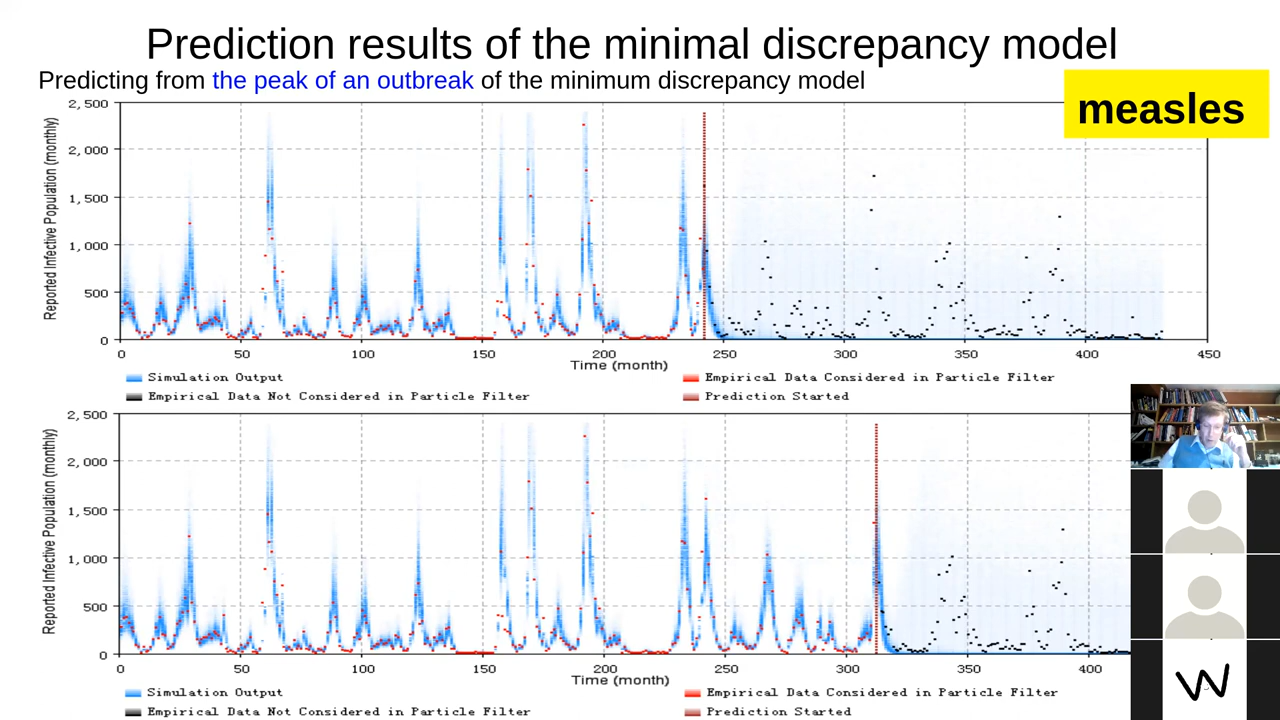 Prediction results of the minimal discrepancy model
Predicting from the peak of an outbreak of the minimum discrepancy model
measles
Reported Infective Population (monthly)
2,500
2,000
1,500
1,000
500
0
0 50 100 150 200 250 300 350 400 450
Time (month)
Simulation Output
Empirical Data Considered in Particle Filter
Empirical Data Not Considered in Particle Filter
Prediction Started
Reported Infective Population (monthly)
2,500
2,000
1,500
1,000
500
0
0 50 100 150 200 250 300 350 400
Time (month)
Simulation Output
Empirical Data Considered in Particle Filter
Empirical Data Not Considered in Particle Filter
Prediction Started
W